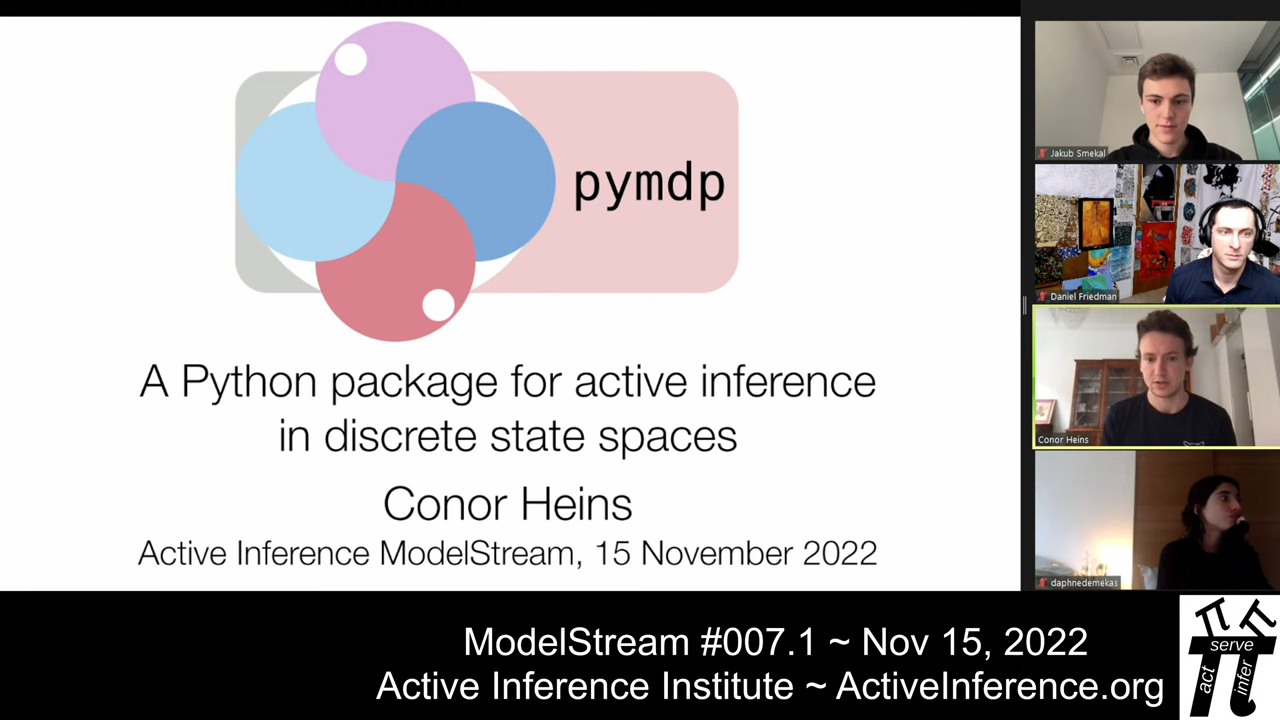 pymdp
A Python package for active inference
in discrete state spaces
Conor Heins
Active Inference ModelStream, 15 November 2022
Jakub Smekal
Daniel Friedman
Conor Heins
daphnedemekas
ModelStream #007.1 ~ Nov 15, 2022
Active Inference Institute ~ ActiveInference.org
π π
π
serve
act
infer